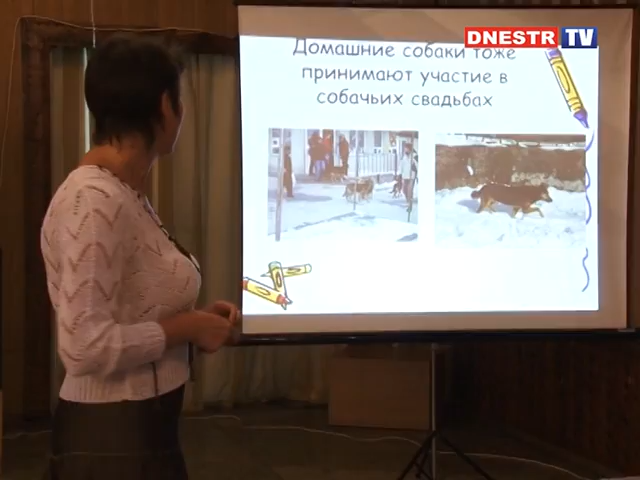 DNESTR TV
Домашние собаки тоже
принимают участие в
собачьих свадьбах